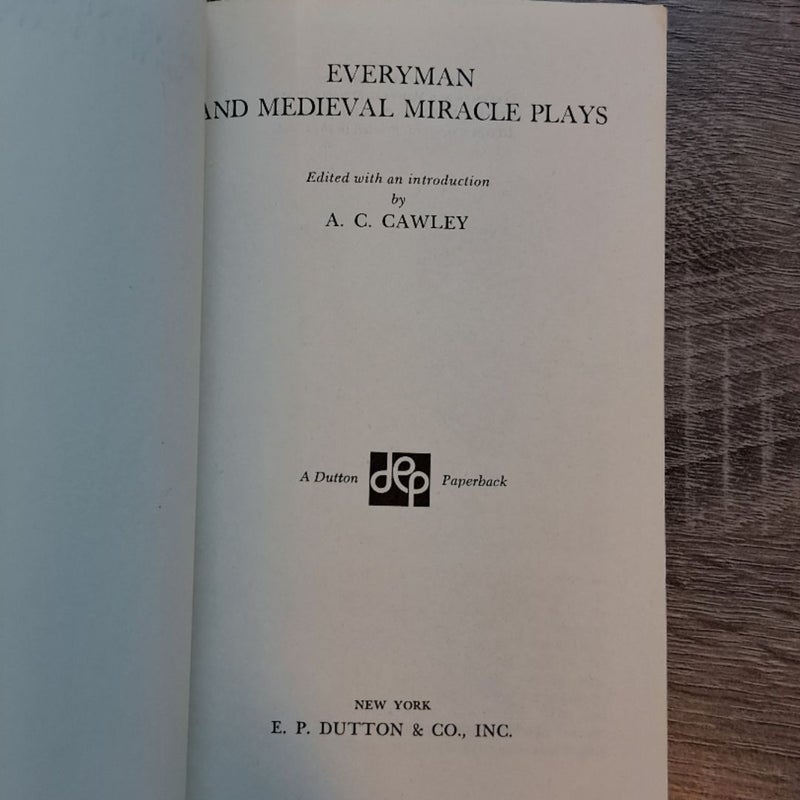 EVERYMAN
AND MEDIEVAL MIRACLE PLAYS
Edited with an introduction
by
A. C. CAWLEY
A Dutton dep Paperback
NEW YORK
E. P. DUTTON & CO., INC.